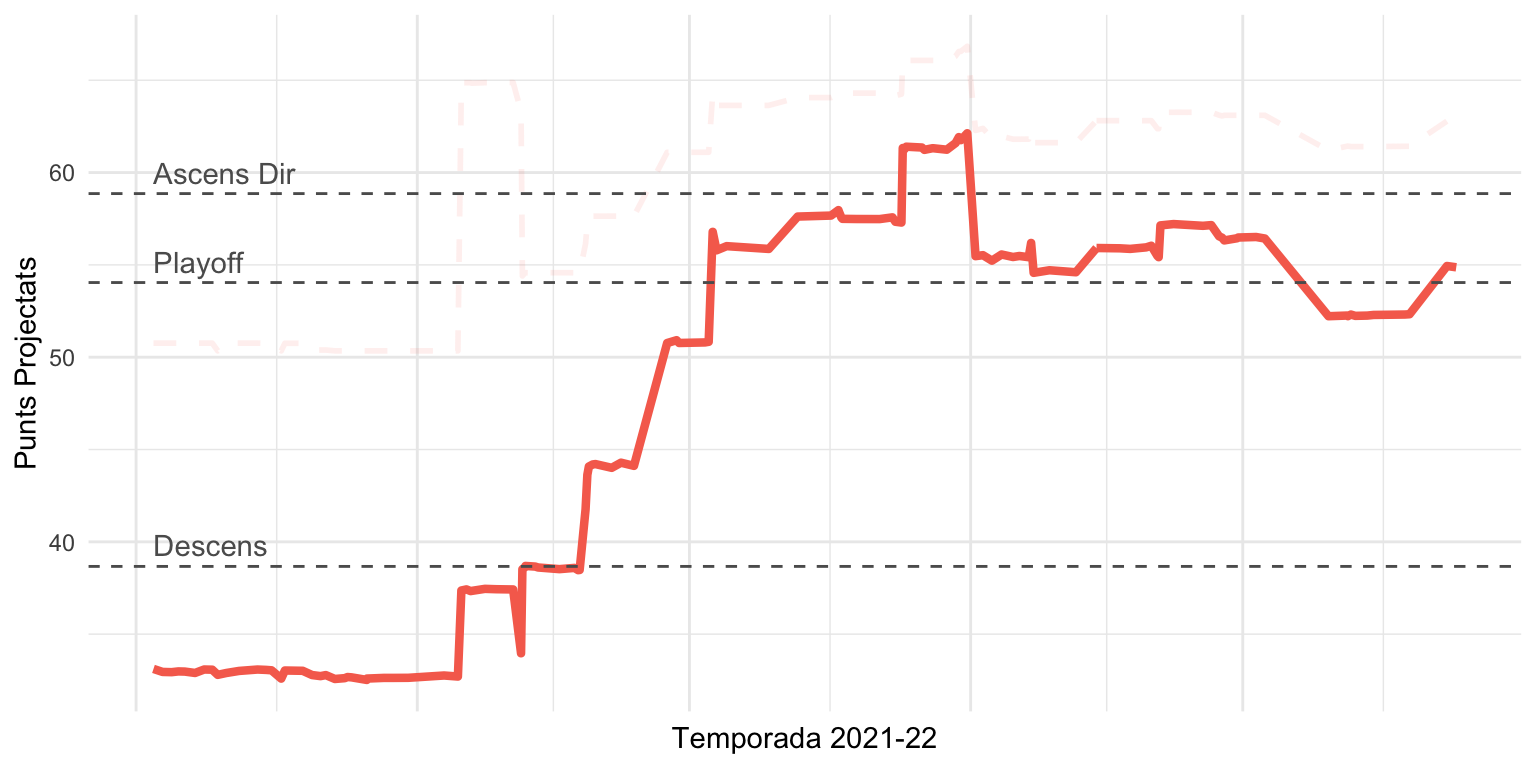 60
50
40
Ascens Dir
Playoff
Descens
Punts Projectats
Temporada 2021-22